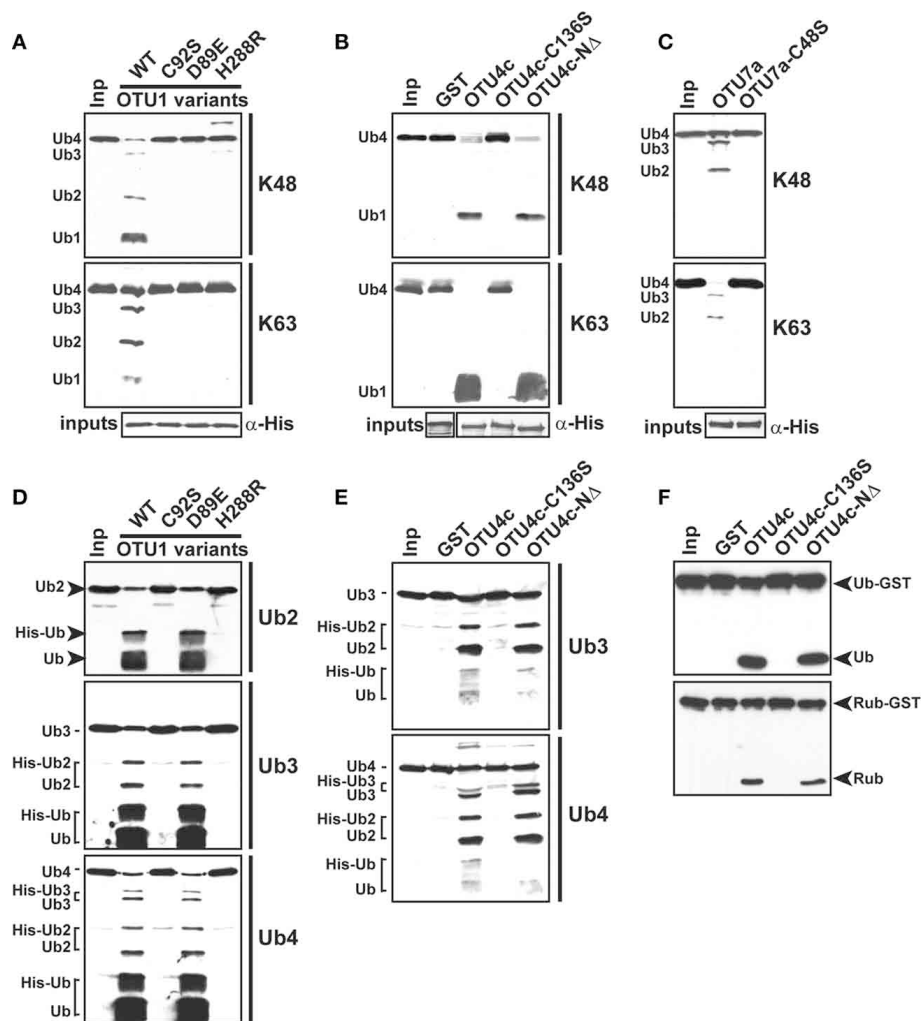 A
Inp
WT
C92S
D89E
H288R
OTU1 variants
Ub4
Ub3
Ub2
Ub1
K48
Ub4
Ub3
Ub2
Ub1
K63
inputs
α-His
B
Inp
GST
OTU4c
OTU4c-C136S
OTU4c-NΔ
Ub4
Ub1
K48
Ub4
Ub1
K63
inputs
α-His
C
Inp
OTU7a
OTU7a-C48S
Ub4
Ub3
Ub2
K48
Ub4
Ub3
Ub2
K63
inputs
α-His
D
Inp
WT
C92S
D89E
H288R
OTU1 variants
Ub2
His-Ub
Ub
Ub2
Ub3
His-Ub2
Ub2
His-Ub
Ub
Ub3
Ub4
His-Ub3
Ub3
His-Ub2
Ub2
His-Ub
Ub
Ub4
E
Inp
GST
OTU4c
OTU4c-C136S
OTU4c-NΔ
Ub3
His-Ub2
Ub2
His-Ub
Ub
Ub3
Ub4
His-Ub3
Ub3
His-Ub2
Ub2
His-Ub
Ub
Ub4
F
Inp
GST
OTU4c
OTU4c-C136S
OTU4c-NΔ
Ub-GST
Ub
Rub-GST
Rub